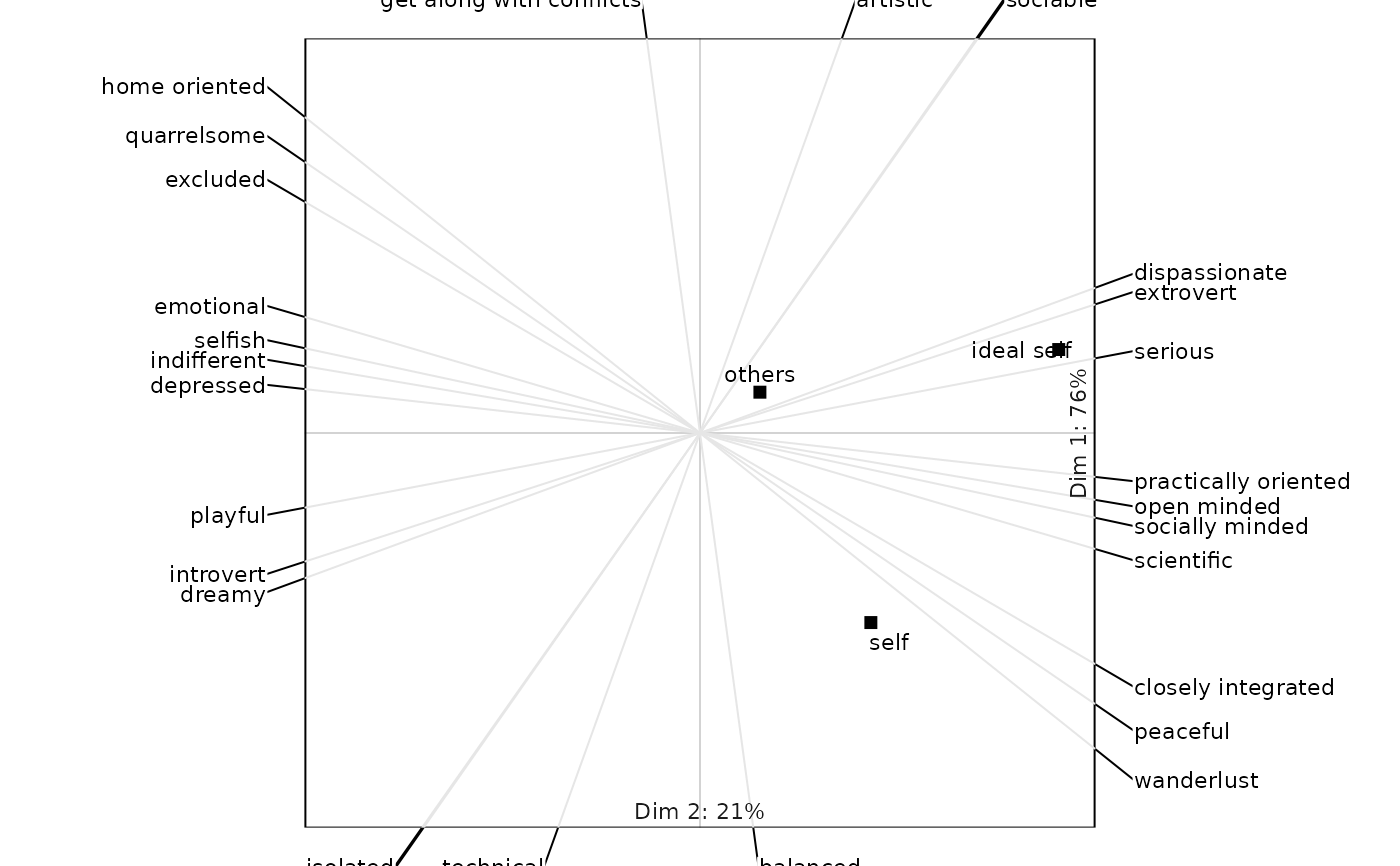 get along with conflicts
artistic
sociable
home oriented
quarrelsome
excluded
dispassionate
extrovert
emotional
selfish
ideal self
serious
indifferent
others
depressed
Dim 1: 76%
practically oriented
open minded
playful
socially minded
scientific
introvert
dreamy
self
closely integrated
peaceful
wanderlust
Dim 2: 21%
isolated
technical
balanced